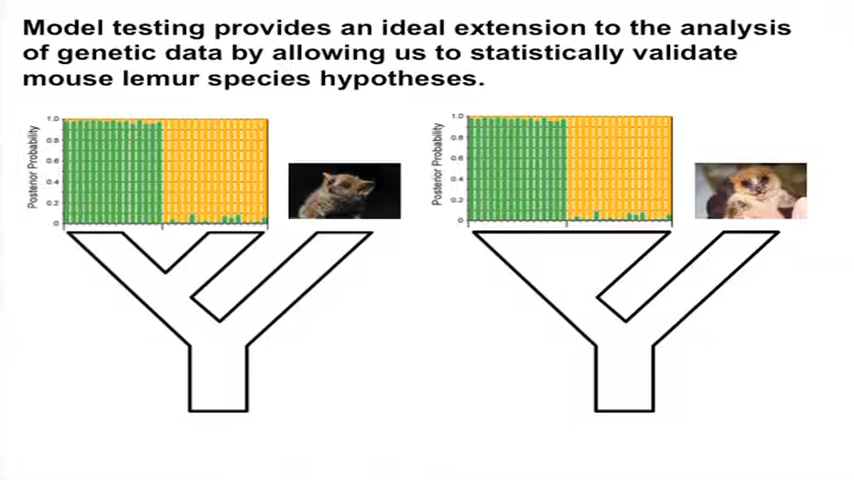 Model testing provides an ideal extension to the analysis
of genetic data by allowing us to statistically validate
mouse lemur species hypotheses.
Posterior Probability
1.0
0.8
0.6
0.4
0.2
0
Posterior Probability
1.0
0.8
0.6
0.4
0.2
0